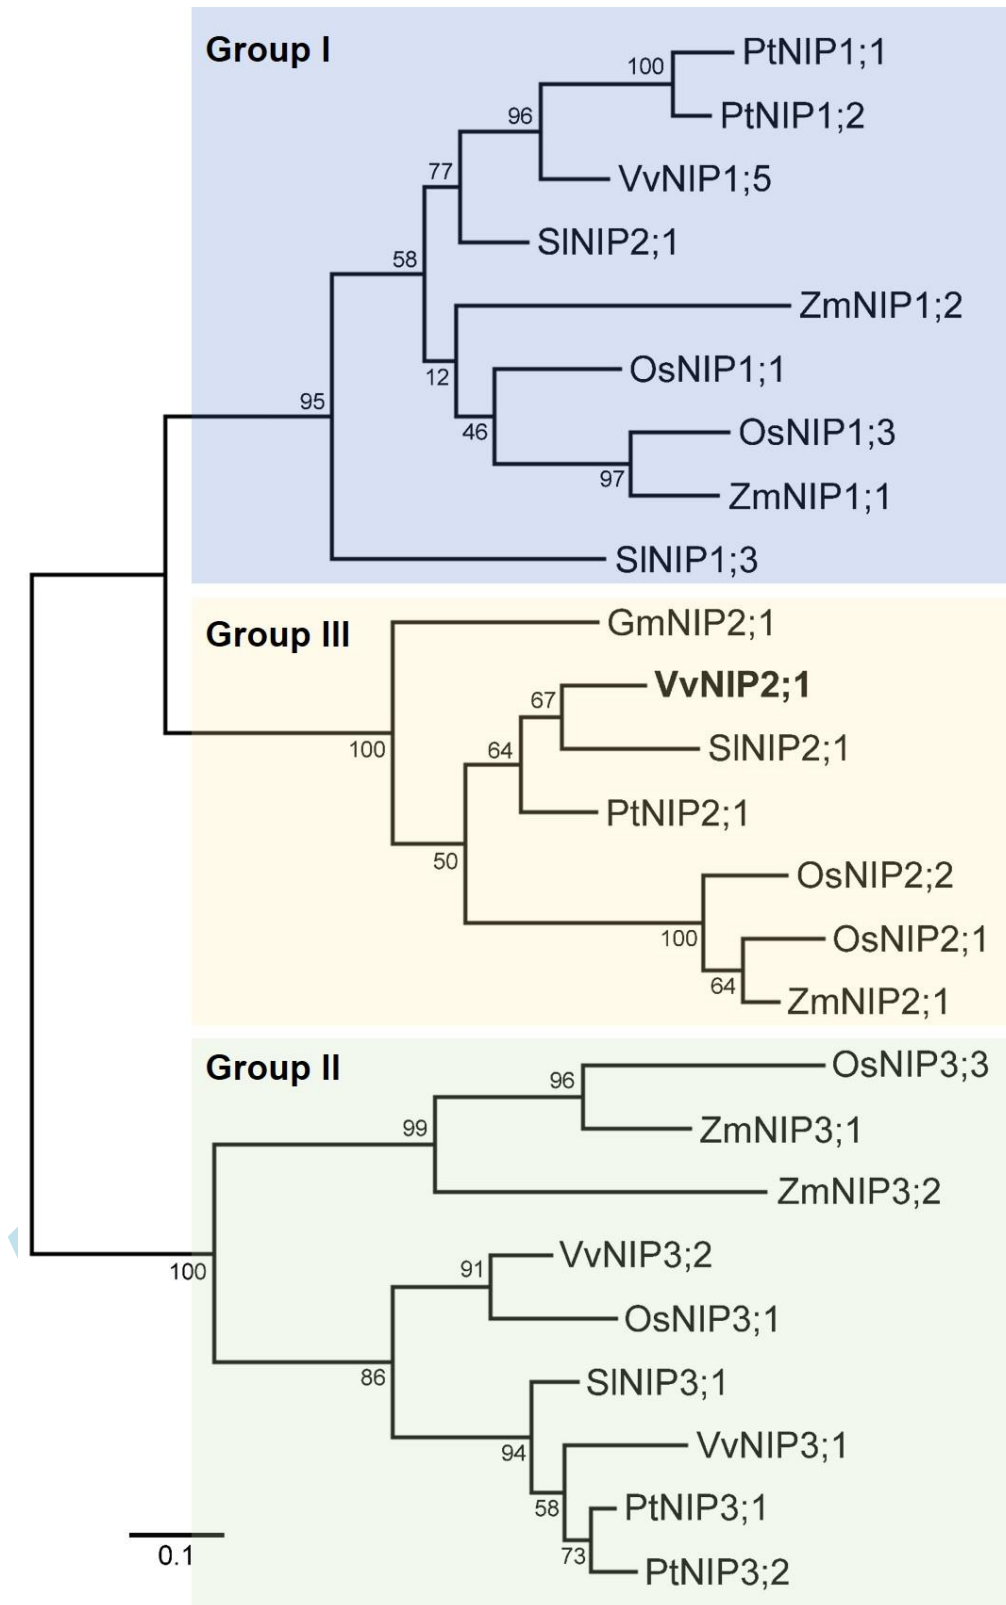 Group I
PtNIP1;1
100
PtNIP1;2
96
VvNIP1;5
77
SlNIP2;1
58
ZmNIP1;2
12
OsNIP1;1
95
46
OsNIP1;3
97
ZmNIP1;1
SlNIP1;3
Group III
GmNIP2;1
VvNIP2;1
67
SlNIP2;1
100
64
PtNIP2;1
50
OsNIP2;2
100
OsNIP2;1
64
ZmNIP2;1
Group II
OsNIP3;3
96
ZmNIP3;1
99
ZmNIP3;2
VvNIP3;2
91
100
OsNIP3;1
86
SlNIP3;1
94
VvNIP3;1
58
PtNIP3;1
73
PtNIP3;2
0.1